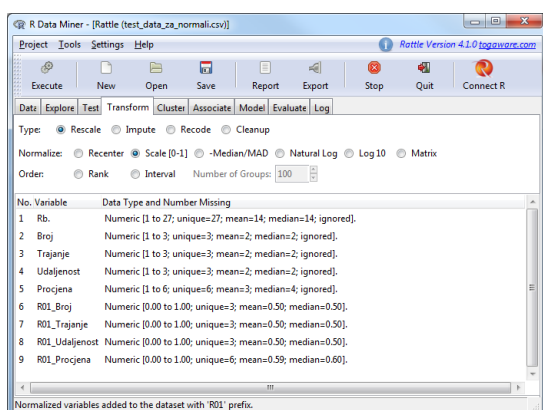 R Data Miner - [Rattle (test_data_za_normali.csv)]
Project Tools Settings Help Rattle Version 4.1.0 togaware.com
Execute New Open Save Report Export Stop Quit Connect R
Data Explore Test Transform Cluster Associate Model Evaluate Log
Type: Rescale Impute Recode Cleanup
Normalize: Recenter Scale [0-1] -Median/MAD Natural Log Log 10 Matrix
Order: Rank Interval Number of Groups: 100
No. Variable Data Type and Number Missing
1 Rb. Numeric [1 to 27; unique=27; mean=14; median=14; ignored].
2 Broj Numeric [1 to 3; unique=3; mean=2; median=2; ignored].
3 Trajanje Numeric [1 to 3; unique=3; mean=2; median=2; ignored].
4 Udaljenost Numeric [1 to 3; unique=3; mean=2; median=2; ignored].
5 Procjena Numeric [1 to 6; unique=6; mean=3; median=4; ignored].
6 R01_Broj Numeric [0.00 to 1.00; unique=3; mean=0.50; median=0.50].
7 R01_Trajanje Numeric [0.00 to 1.00; unique=3; mean=0.50; median=0.50].
8 R01_Udaljenost Numeric [0.00 to 1.00; unique=3; mean=0.50; median=0.50].
9 R01_Procjena Numeric [0.00 to 1.00; unique=6; mean=0.59; median=0.60].
Normalized variables added to the dataset with 'R01' prefix.